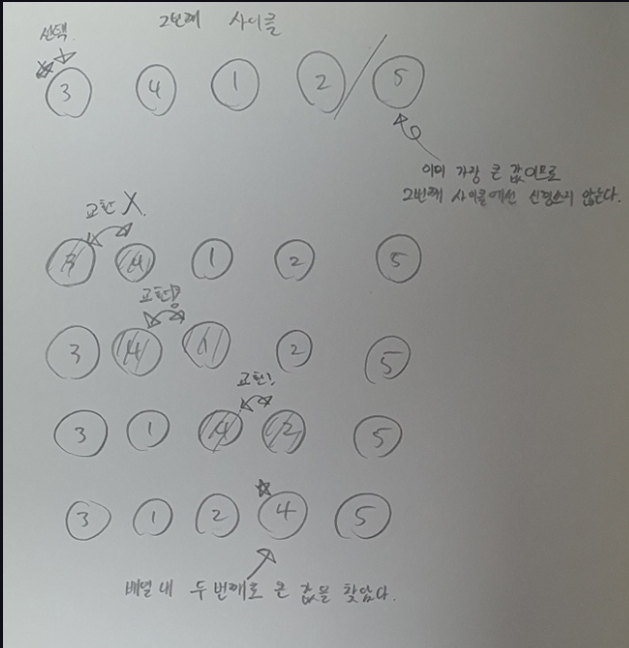 2번째 사이클
선택.
3 4 1 2 5
이미 가장 큰 값이므로
2번째 사이클에선 신경쓰지 않는다.
교환 X.
3 4 1 2 5
교환!
3 4 1 2 5
교환!
3 1 4 2 5
3 1 2 4 5
배열 내 두번째로 큰 값을 찾았다.